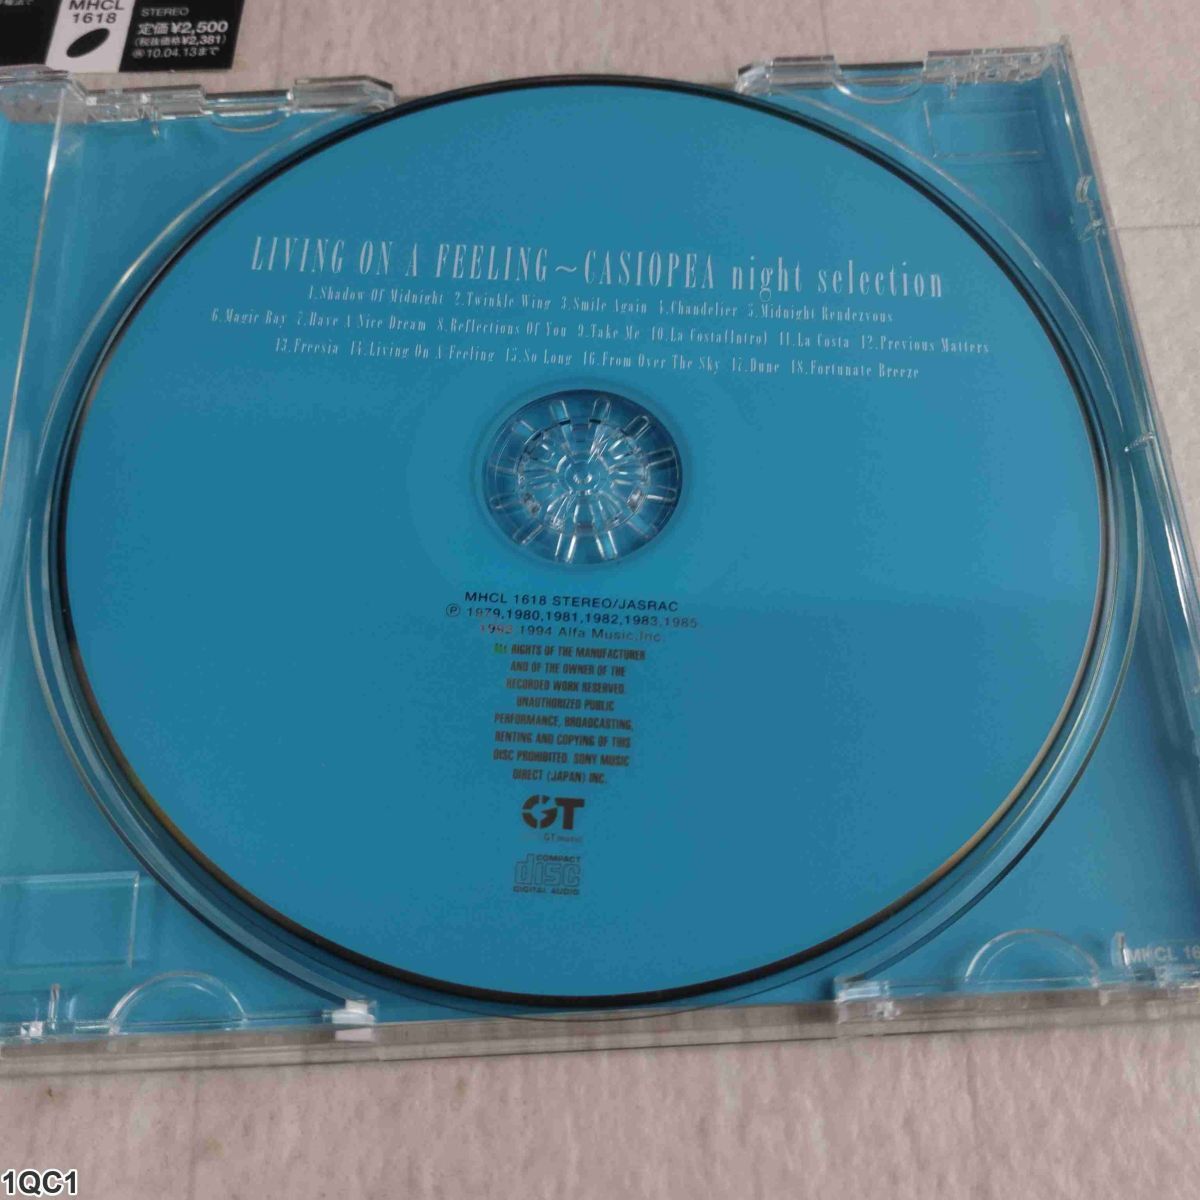 MHCL
1618
STEREO
定価¥2,500
(税抜価格¥2,381)
10.04.13まで
LIVING ON A FEELING~CASIOPEA night selection
1.Shadow Of Midnight 2.Twinkle Wing 3.Smile Again 4.Chandelier 5.Midnight Rendezvous
6.Magic Ray 7.Have A Nice Dream 8.Reflections Of You 9.Take Me 10.La Costa(Intro) 11.La Costa 12.Previous Matters
13.Freesia 14.Living On A Feeling 15.So Long 16.From Over The Sky 17.Dune 18.Fortunate Breeze
MHCL 1618 STEREO/JASRAC
Ⓟ 1979,1980,1981,1982,1983,1985
1994 Alfa Music,Inc.
RIGHTS OF THE MANUFACTURER
AND OF THE OWNER OF THE
RECORDED WORK RESERVED.
UNAUTHORIZED PUBLIC
PERFORMANCE, BROADCASTING,
RENTING AND COPYING OF THIS
DISC PROHIBITED. SONY MUSIC
DIRECT (JAPAN) INC.
GT
GT music
COMPACT
disc
DIGITAL AUDIO
MHCL 16
1QC1